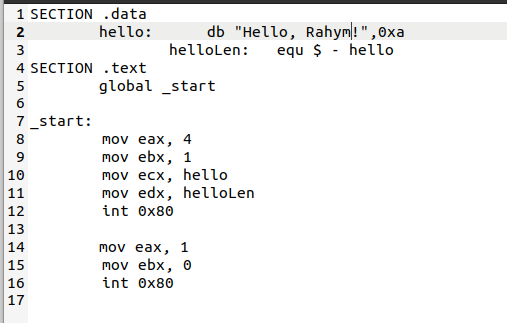 1 SECTION .data
2 hello: db "Hello, Rahym!",0xa
3 helloLen: equ $ - hello
4 SECTION .text
5 global _start
6
7 _start:
8 mov eax, 4
9 mov ebx, 1
10 mov ecx, hello
11 mov edx, helloLen
12 int 0x80
13
14 mov eax, 1
15 mov ebx, 0
16 int 0x80
17